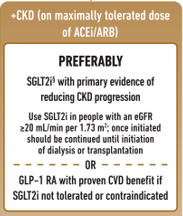 +CKD (on maximally tolerated dose
of ACEi/ARB)
PREFERABLY
SGLT2i§ with primary evidence of
reducing CKD progression
Use SGLT2i in people with an eGFR
≥20 mL/min per 1.73 m²; once initiated
should be continued until initiation
of dialysis or transplantation
OR
GLP-1 RA with proven CVD benefit if
SGLT2i not tolerated or contraindicated